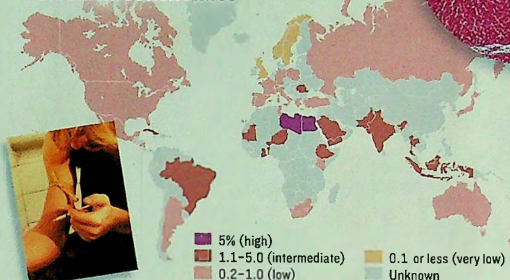 5% (high)
1.1–5.0 (intermediate)
0.2–1.0 (low)
0.1 or less (very low)
Unknown